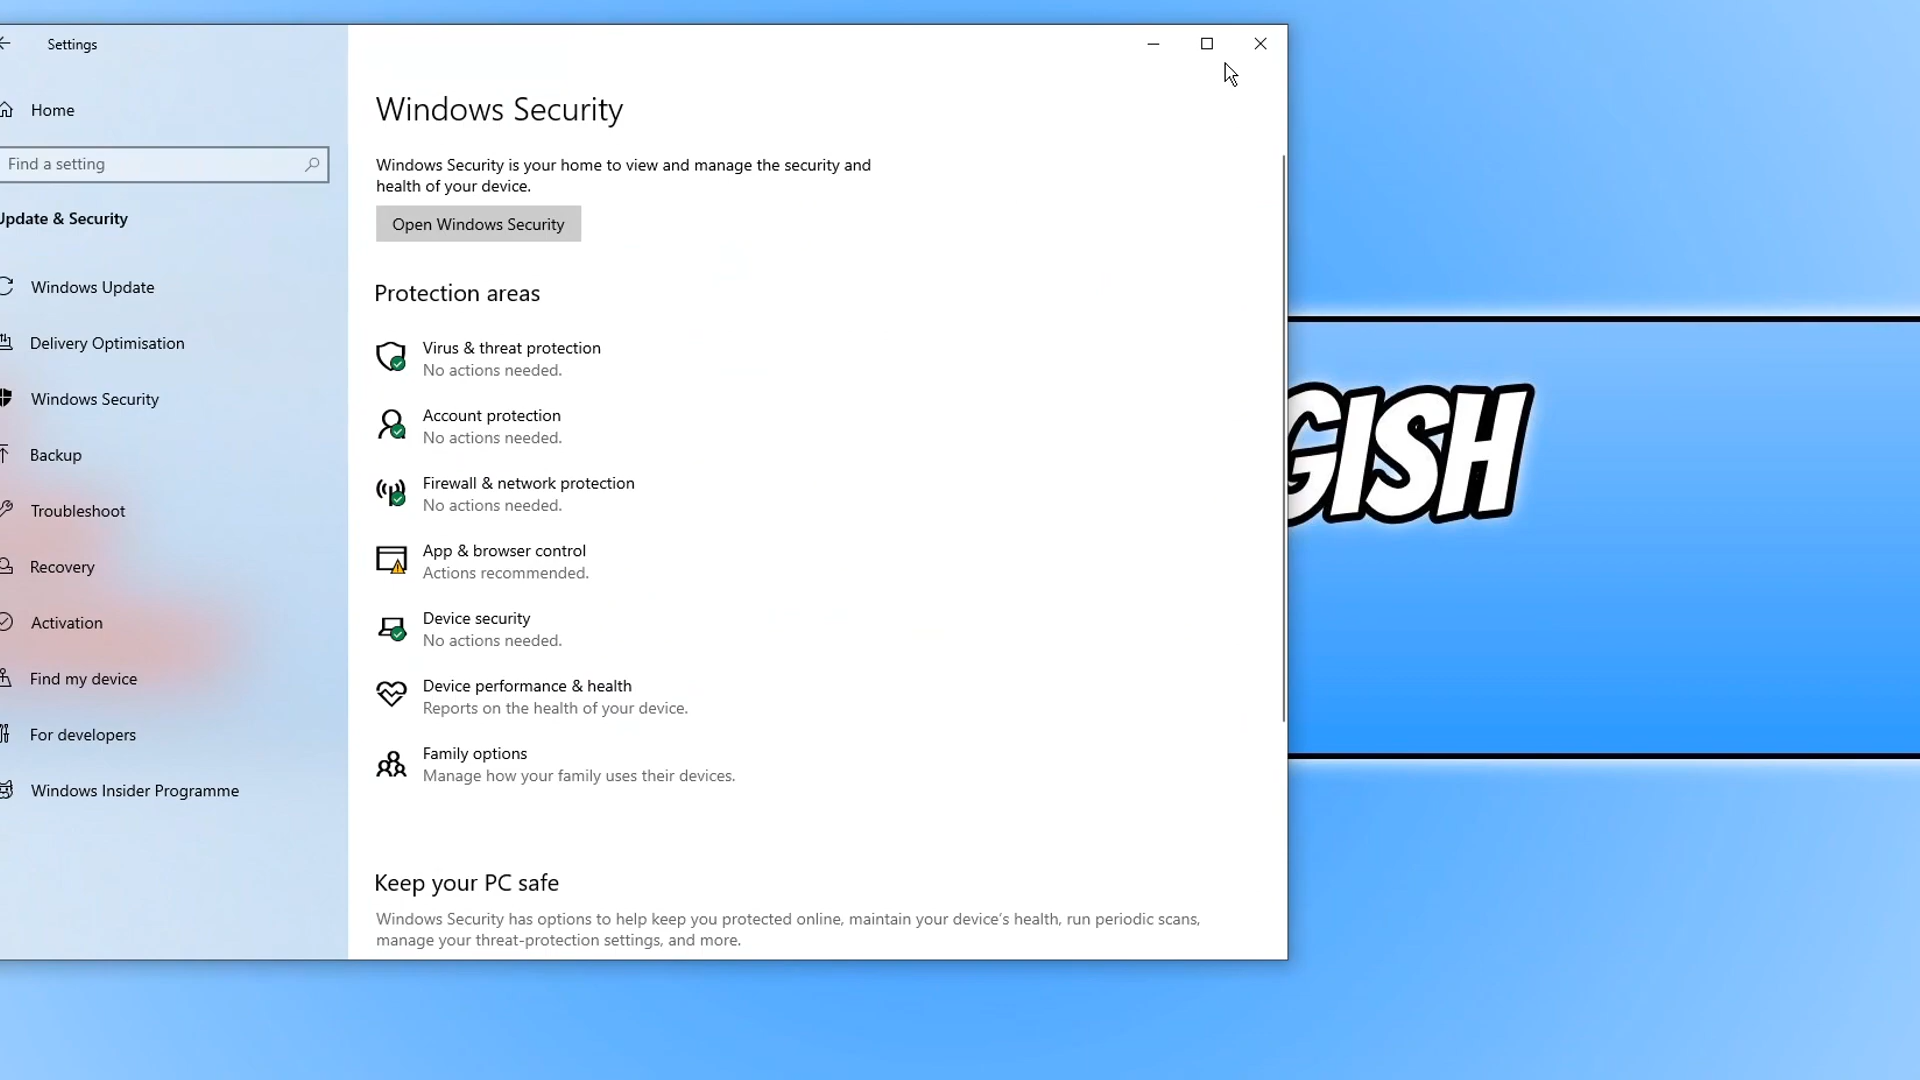 Settings
Home
Find a setting
Update & Security
Windows Update
Delivery Optimisation
Windows Security
Backup
Troubleshoot
Recovery
Activation
Find my device
For developers
Windows Insider Programme
Windows Security
Windows Security is your home to view and manage the security and
health of your device.
Open Windows Security
Protection areas
Virus & threat protection
No actions needed.
Account protection
No actions needed.
Firewall & network protection
No actions needed.
App & browser control
Actions recommended.
Device security
No actions needed.
Device performance & health
Reports on the health of your device.
Family options
Manage how your family uses their devices.
Keep your PC safe
Windows Security has options to help keep you protected online, maintain your device's health, run periodic scans,
manage your threat-protection settings, and more.
GISH